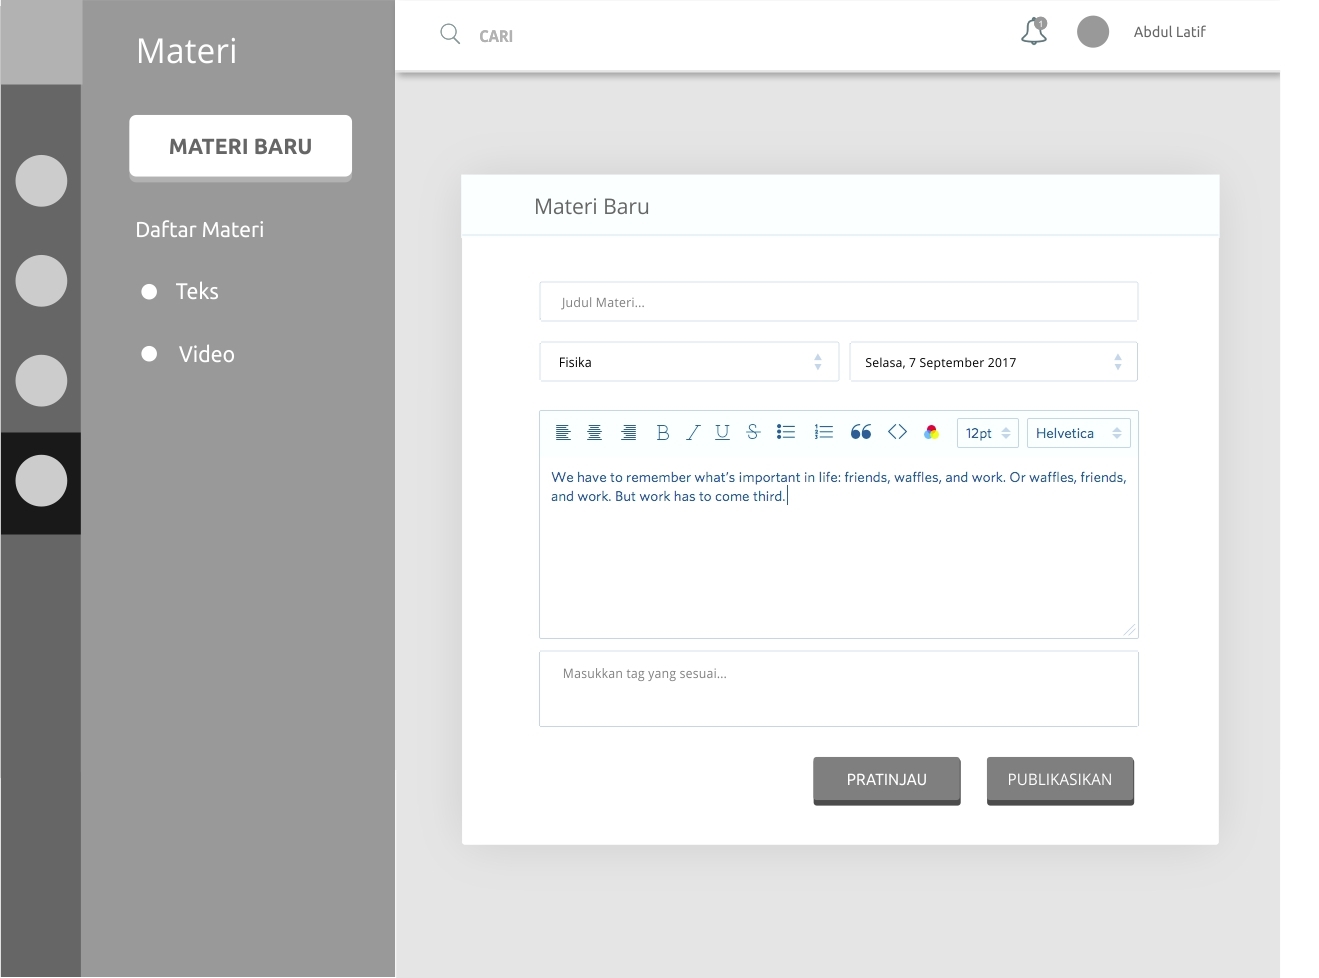 Materi
CARI
1
Abdul Latif
MATERI BARU
Daftar Materi
Teks
Video
Materi Baru
Judul Materi...
Fisika
Selasa, 7 September 2017
B I U S 12pt Helvetica
We have to remember what's important in life: friends, waffles, and work. Or waffles, friends,
and work. But work has to come third.
Masukkan tag yang sesuai...
PRATINJAU
PUBLIKASIKAN